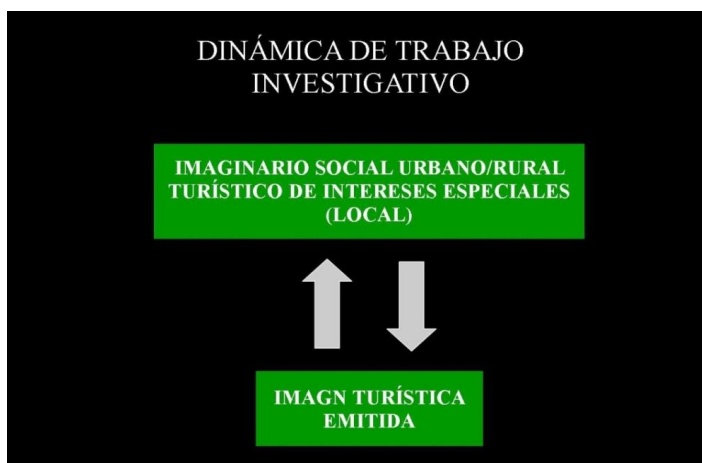 DINÁMICA DE TRABAJO
INVESTIGATIVO
IMAGINARIO SOCIAL URBANO/RURAL
TURÍSTICO DE INTERESES ESPECIALES
(LOCAL)
IMAGN TURÍSTICA
EMITIDA